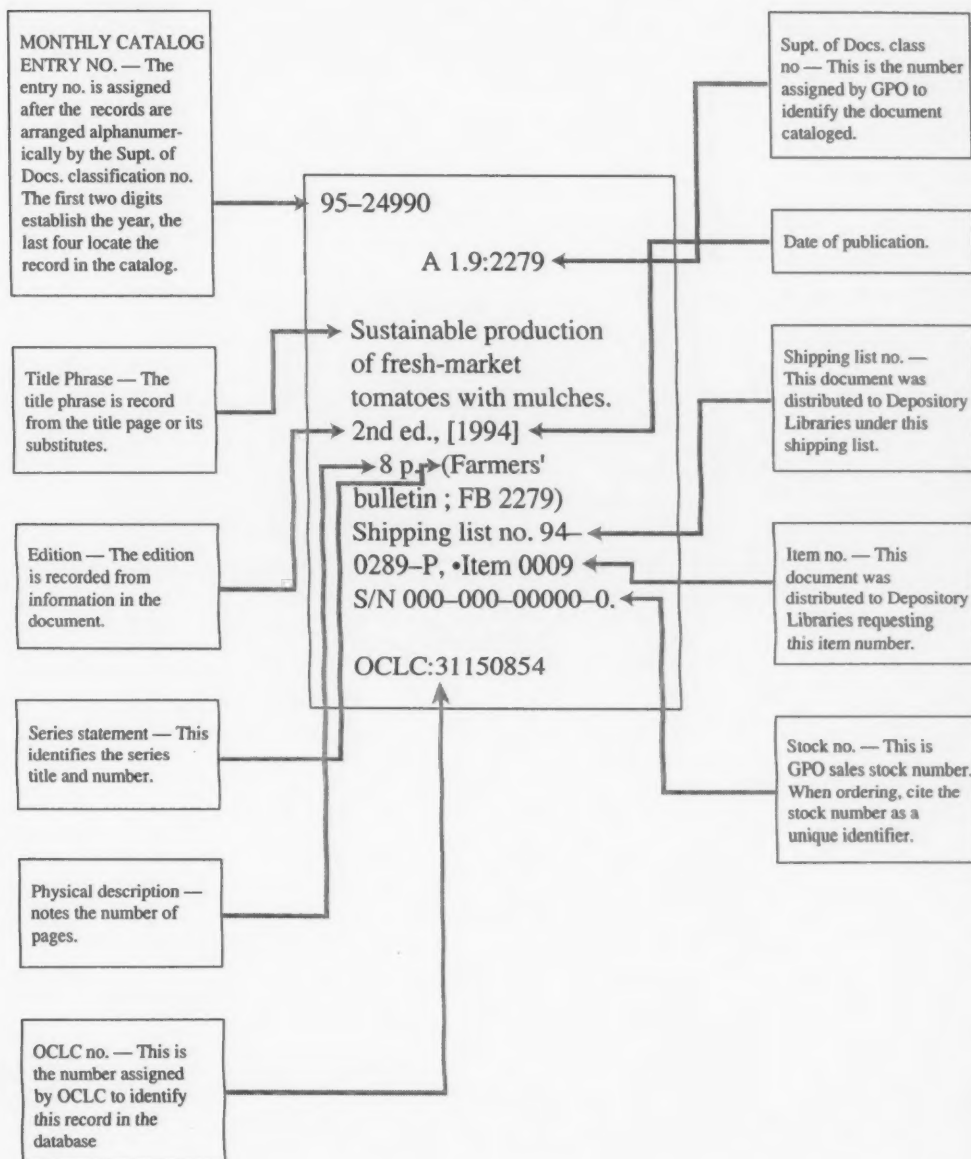 MONTHLY CATALOG
ENTRY NO. — The
entry no. is assigned
after the records are
arranged alphanumer-
ically by the Supt. of
Docs. classification no.
The first two digits
establish the year, the
last four locate the
record in the catalog.
Title Phrase — The
title phrase is record
from the title page or its
substitutes.
Edition — The edition
is recorded from
information in the
document.
Series statement — This
identifies the series
title and number.
Physical description —
notes the number of
pages.
OCLC no. — This is
the number assigned
by OCLC to identify
this record in the
database
95–24990
A 1.9:2279
Sustainable production
of fresh-market
tomatoes with mulches.
2nd ed., [1994]
8 p. (Farmers'
bulletin ; FB 2279)
Shipping list no. 94–
0289–P, •Item 0009
S/N 000–000–00000–0.
OCLC:31150854
Supt. of Docs. class
no — This is the number
assigned by GPO to
identify the document
cataloged.
Date of publication.
Shipping list no. —
This document was
distributed to Depository
Libraries under this
shipping list.
Item no. — This
document was
distributed to Depository
Libraries requesting
this item number.
Stock no. — This is
GPO sales stock number.
When ordering, cite the
stock number as a
unique identifier.